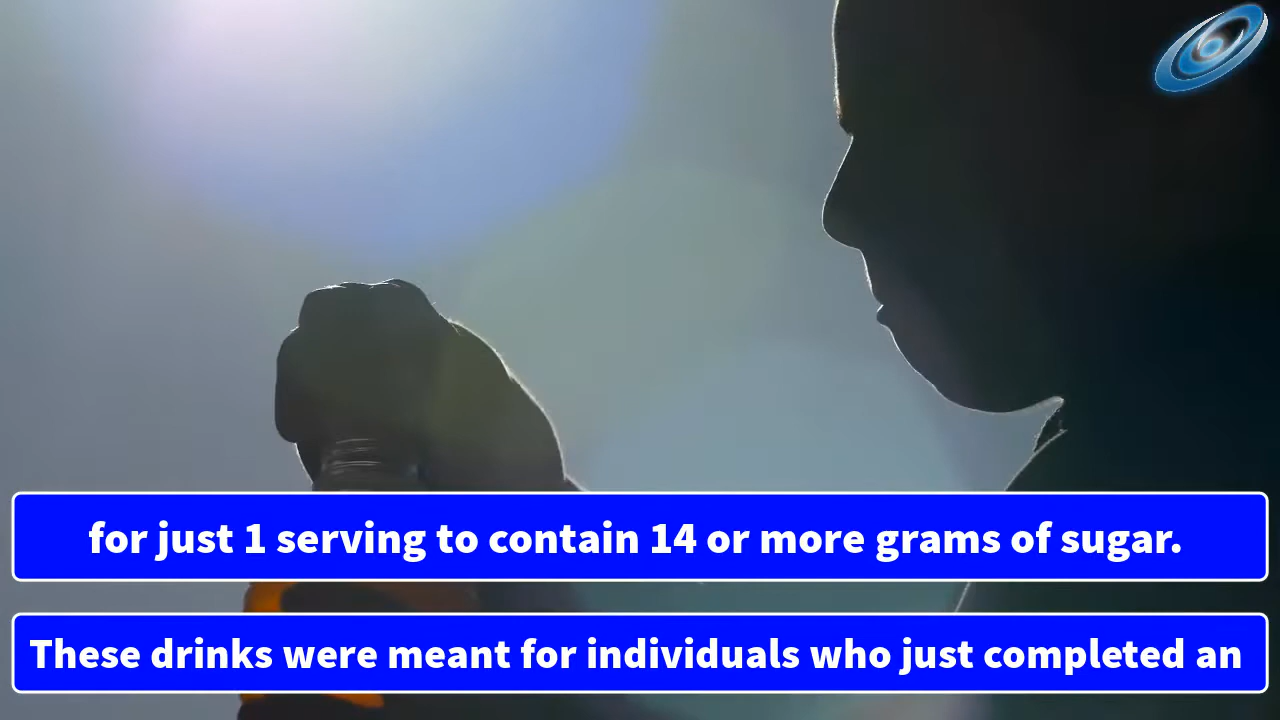 for just 1 serving to contain 14 or more grams of sugar.
These drinks were meant for individuals who just completed an